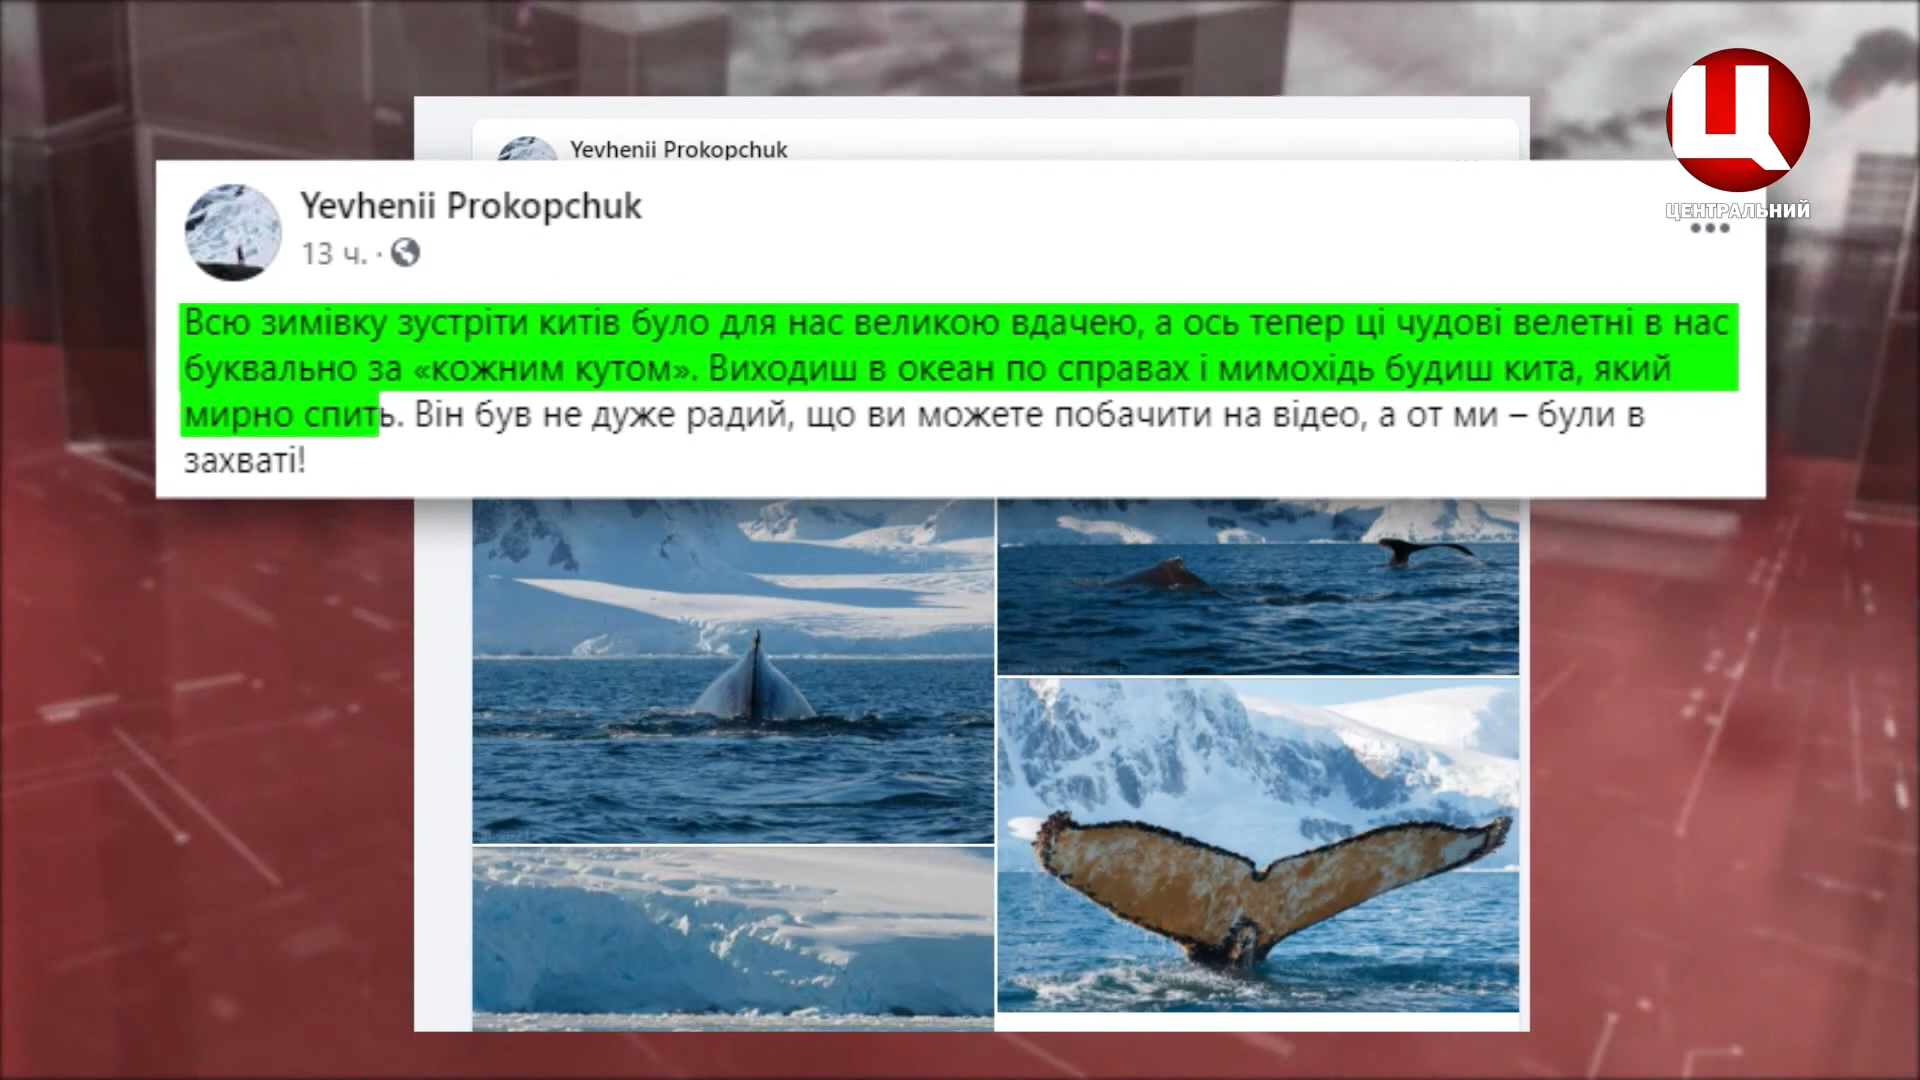 Yevhenii Prokopchuk
Yevhenii Prokopchuk
13 ч. ·
Всю зимівку зустріти китів було для нас великою вдачею, а ось тепер ці чудові велетні в нас
буквально за «кожним кутом». Виходиш в океан по справах і мимохідь будиш кита, який
мирно спить. Він був не дуже радий, що ви можете побачити на відео, а от ми – були в
захваті!
Ц
ЦЕНТРАЛЬНИЙ